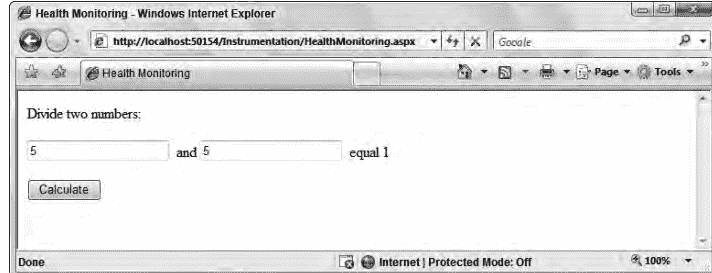 Health Monitoring - Windows Internet Explorer
http://localhost:50154/Instrumentation/HealthMonitoring.aspx
Google
Health Monitoring
Page
Tools
Divide two numbers:
5 and 5 equal 1
Calculate
Done
Internet | Protected Mode: Off
100%